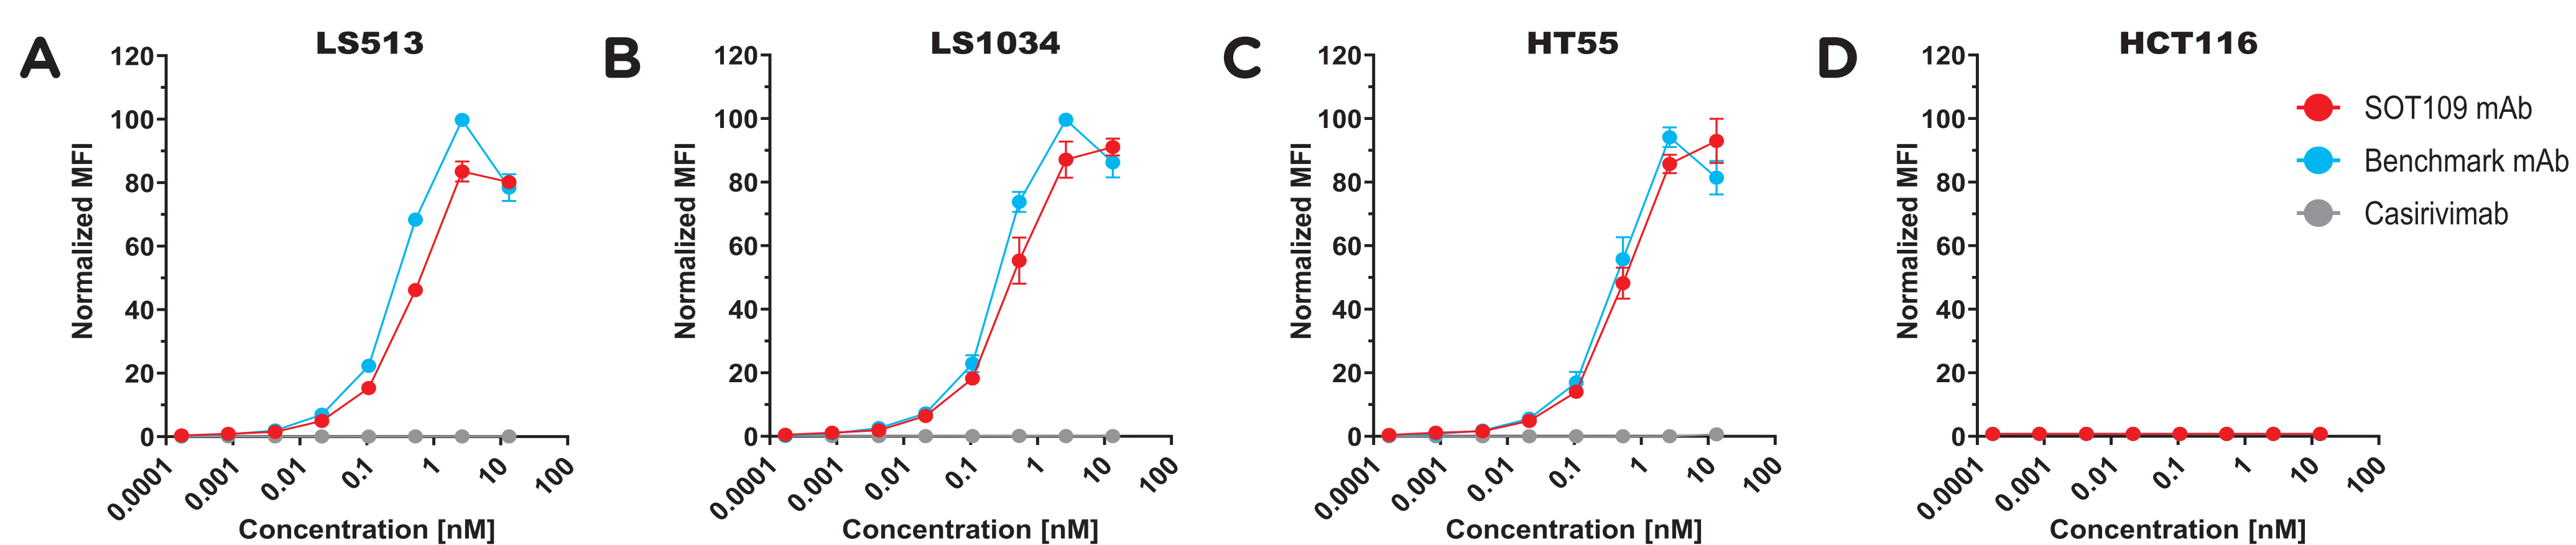 A
LS513
120
100
80
60
40
20
0
Normalized MFI
0.0001
0.001
0.01
0.1
1
10
100
Concentration [nM]
B
LS1034
120
100
80
60
40
20
0
Normalized MFI
0.0001
0.001
0.01
0.1
1
10
100
Concentration [nM]
C
HT55
120
100
80
60
40
20
0
Normalized MFI
0.0001
0.001
0.01
0.1
1
10
100
Concentration [nM]
D
HCT116
120
100
80
60
40
20
0
Normalized MFI
0.0001
0.001
0.01
0.1
1
10
100
Concentration [nM]
SOT109 mAb
Benchmark mAb
Casirivimab